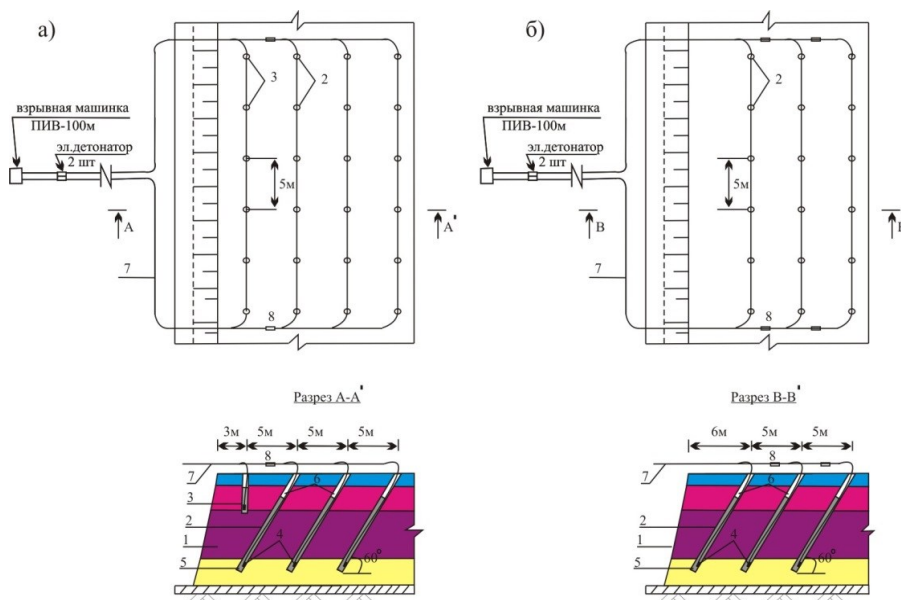 а)
взрывная машинка
ПИВ-100м
эл.детонатор
2 шт
3
2
5м
А
А'
7
8
б)
взрывная машинка
ПИВ-100м
эл.детонатор
2 шт
2
5м
В
7
8
Разрез А-А'
3м 5м 5м 5м
8
7
6
3
2
1
4
5
60°
Разрез В-В'
6м 5м 5м
8
7
6
2
1
4
5
60°